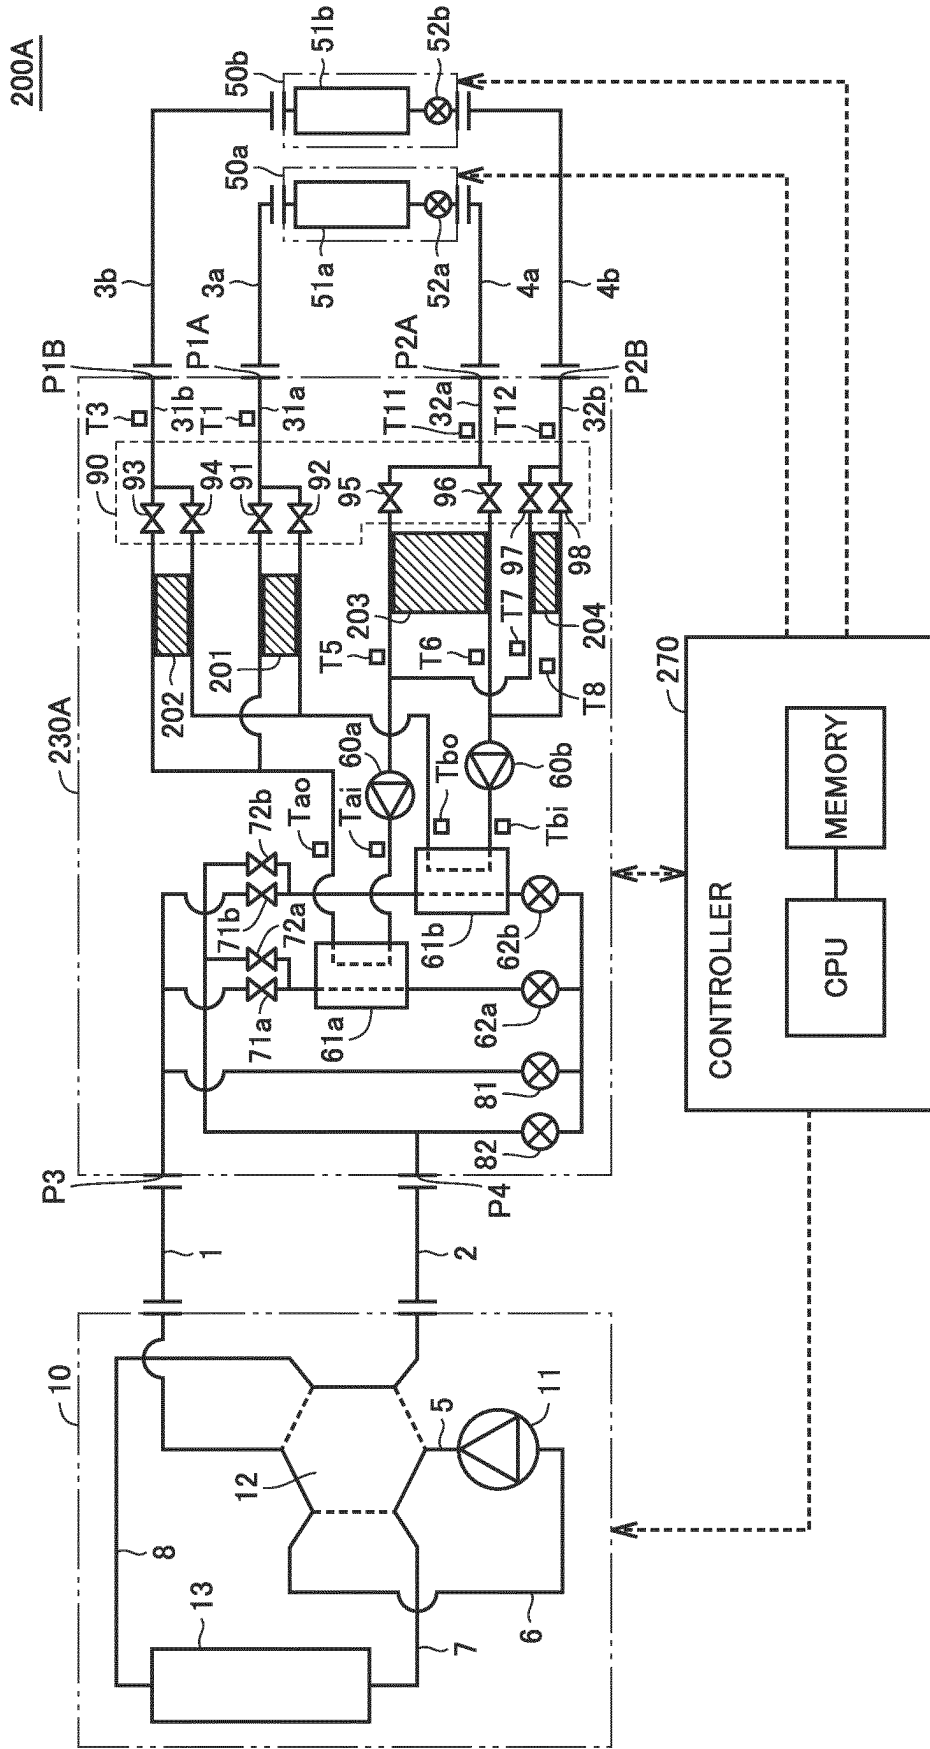 200A
10
8
13
12
5
11
7
6
1
2
P3
P4
230A
72b
71b
72a
71a
61a
61b
62b
62a
81
82
Tao
Tai
Tbo
Tbi
60a
60b
202
201
203
204
T5
T6
T7
T8
90
93
94
91
92
95
96
97
98
T3
31b
T1
31a
T11
32a
T12
32b
P1B
P1A
P2A
P2B
3b
3a
4a
4b
50b
51b
52b
50a
51a
52a
270
CONTROLLER
CPU
MEMORY